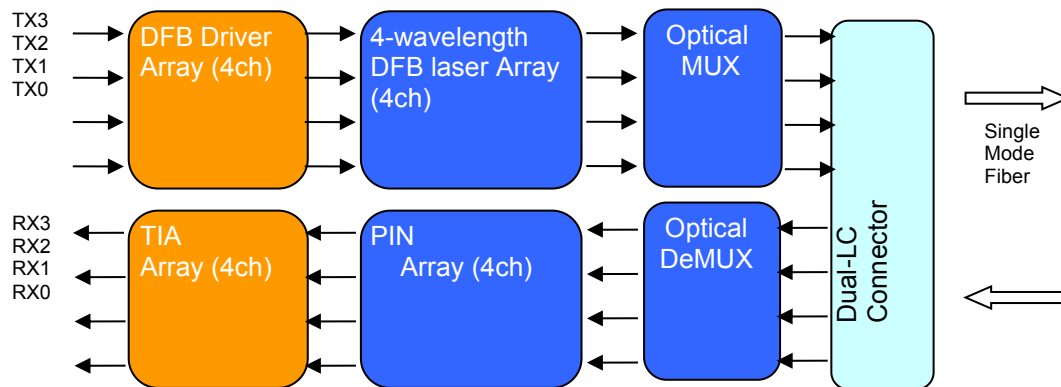 TX3
TX2
TX1
TX0
DFB Driver
Array (4ch)
4-wavelength
DFB laser Array
(4ch)
Optical
MUX
Single
Mode
Fiber
RX3
RX2
RX1
RX0
TIA
Array (4ch)
PIN
Array (4ch)
Optical
DeMUX
Dual-LC
Connector